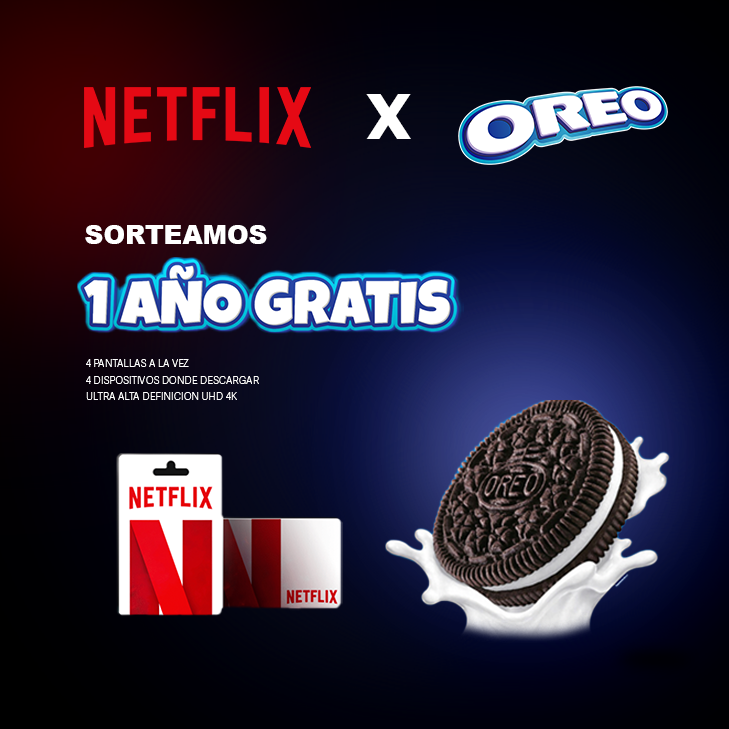 NETFLIX X OREO
SORTEAMOS
1 AÑO GRATIS
4 PANTALLAS A LA VEZ
4 DISPOSITIVOS DONDE DESCARGAR
ULTRA ALTA DEFINICION UHD 4K
NETFLIX
NETFLIX
OREO